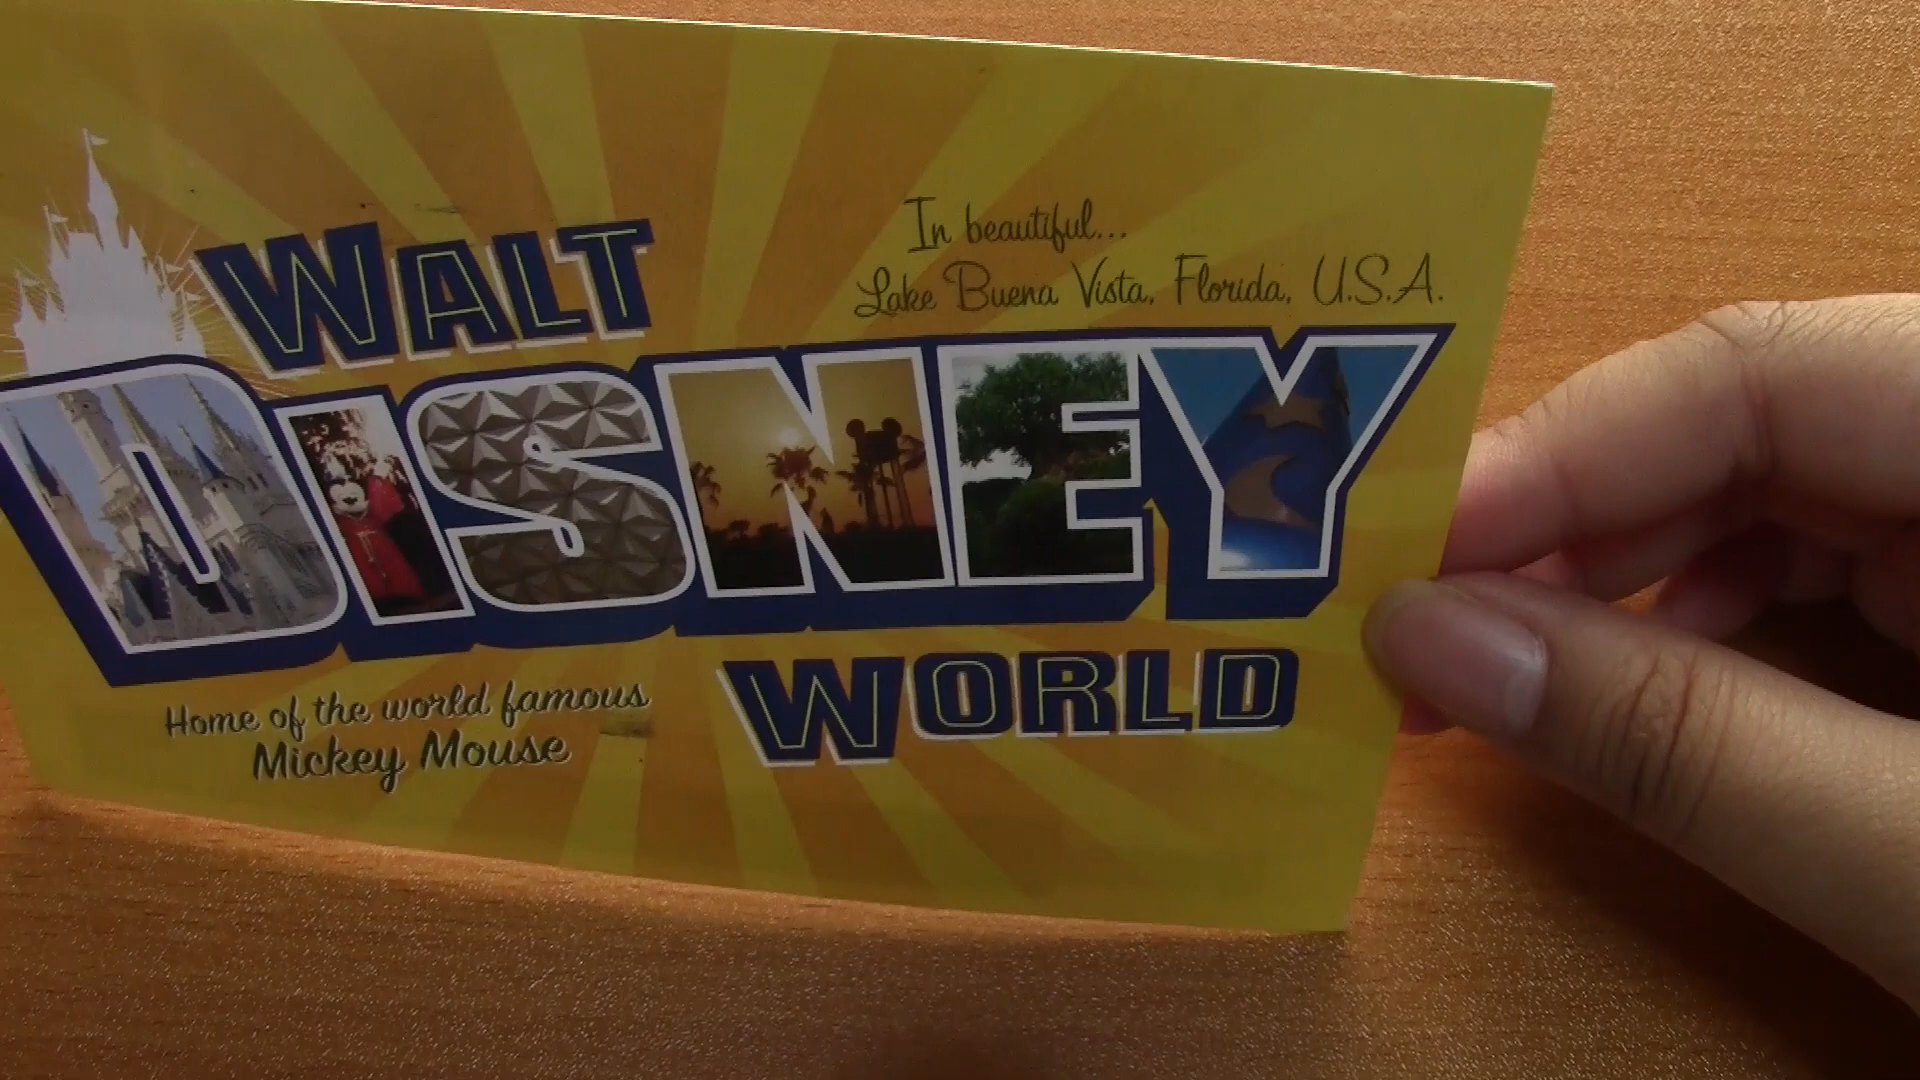 WALT
In beautiful...
Lake Buena Vista, Florida, U.S.A.
DISNEY
WORLD
Home of the world famous
Mickey Mouse